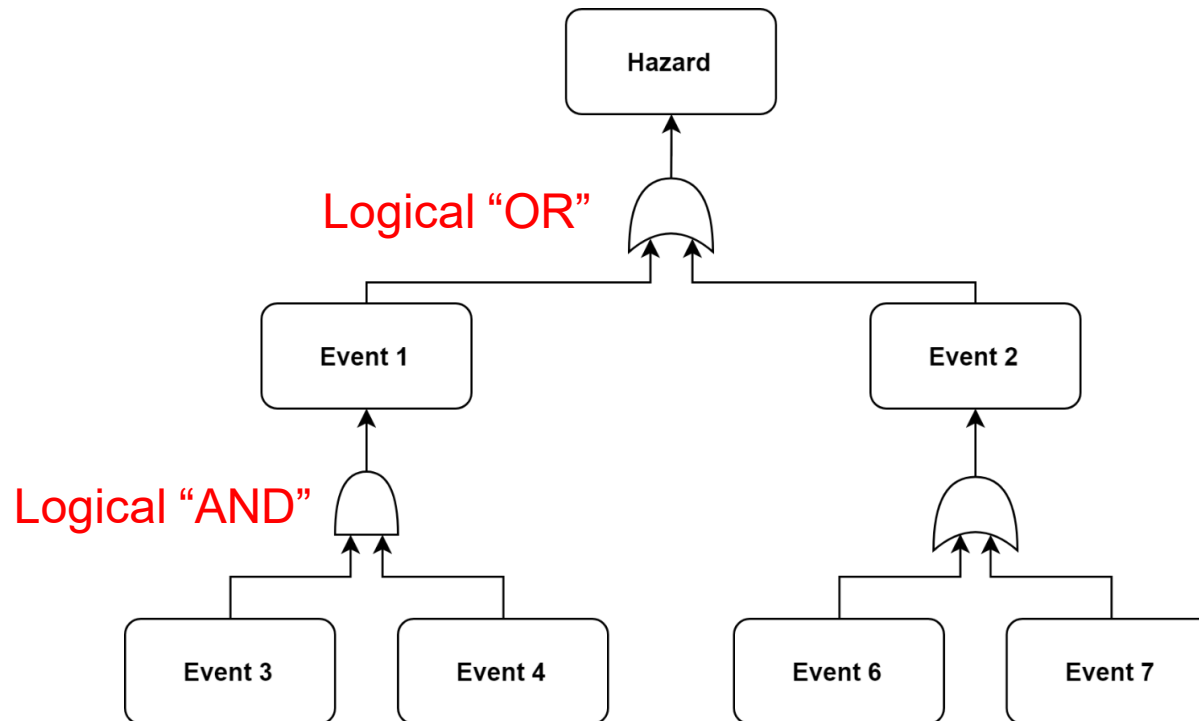 Hazard
Logical “OR”
Event 1
Event 2
Logical “AND”
Event 3
Event 4
Event 6
Event 7